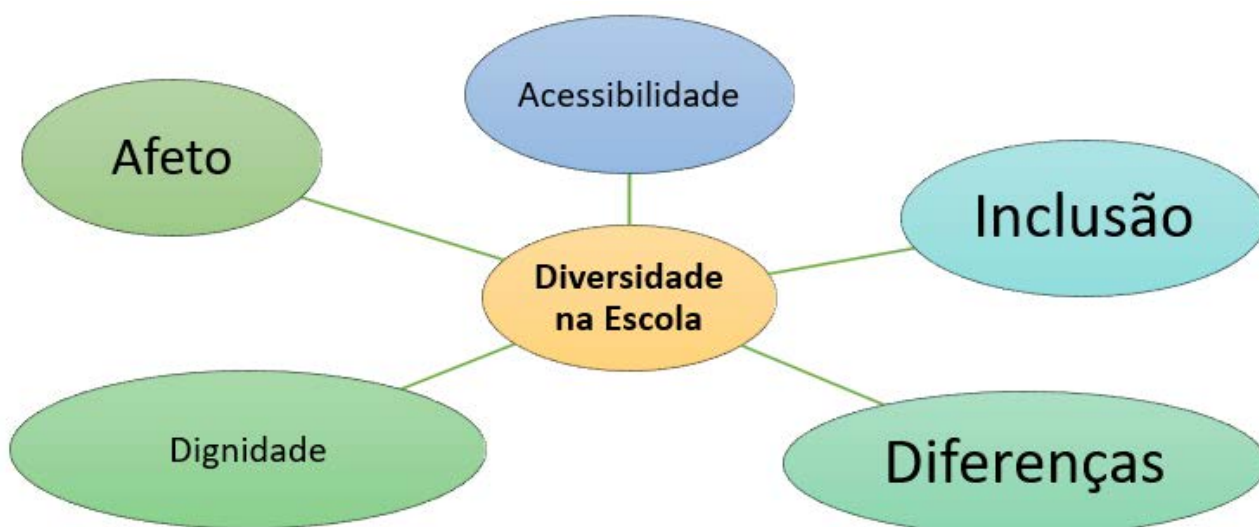 Acessibilidade
Afeto
Inclusão
Diversidade
na Escola
Dignidade
Diferenças